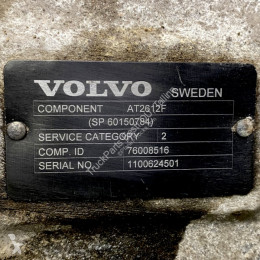 VOLVO SWEDEN
COMPONENT AT2612F
(SP 60150784)
SERVICE CATEGORY 2
COMP. ID 76008516
SERIAL NO. 1100624501